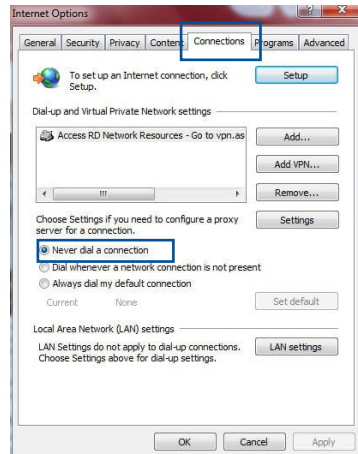 Internet Options
General Security Privacy Content Connections Programs Advanced
To set up an Internet connection, click Setup.
Setup
Dial-up and Virtual Private Network settings
Access RD Network Resources - Go to vpn.as
Add...
Add VPN...
Remove...
Choose Settings if you need to configure a proxy
server for a connection.
Settings
Never dial a connection
Dial whenever a network connection is not present
Always dial my default connection
Current None
Set default
Local Area Network (LAN) settings
LAN Settings do not apply to dial-up connections.
Choose Settings above for dial-up settings.
LAN settings
OK Cancel Apply